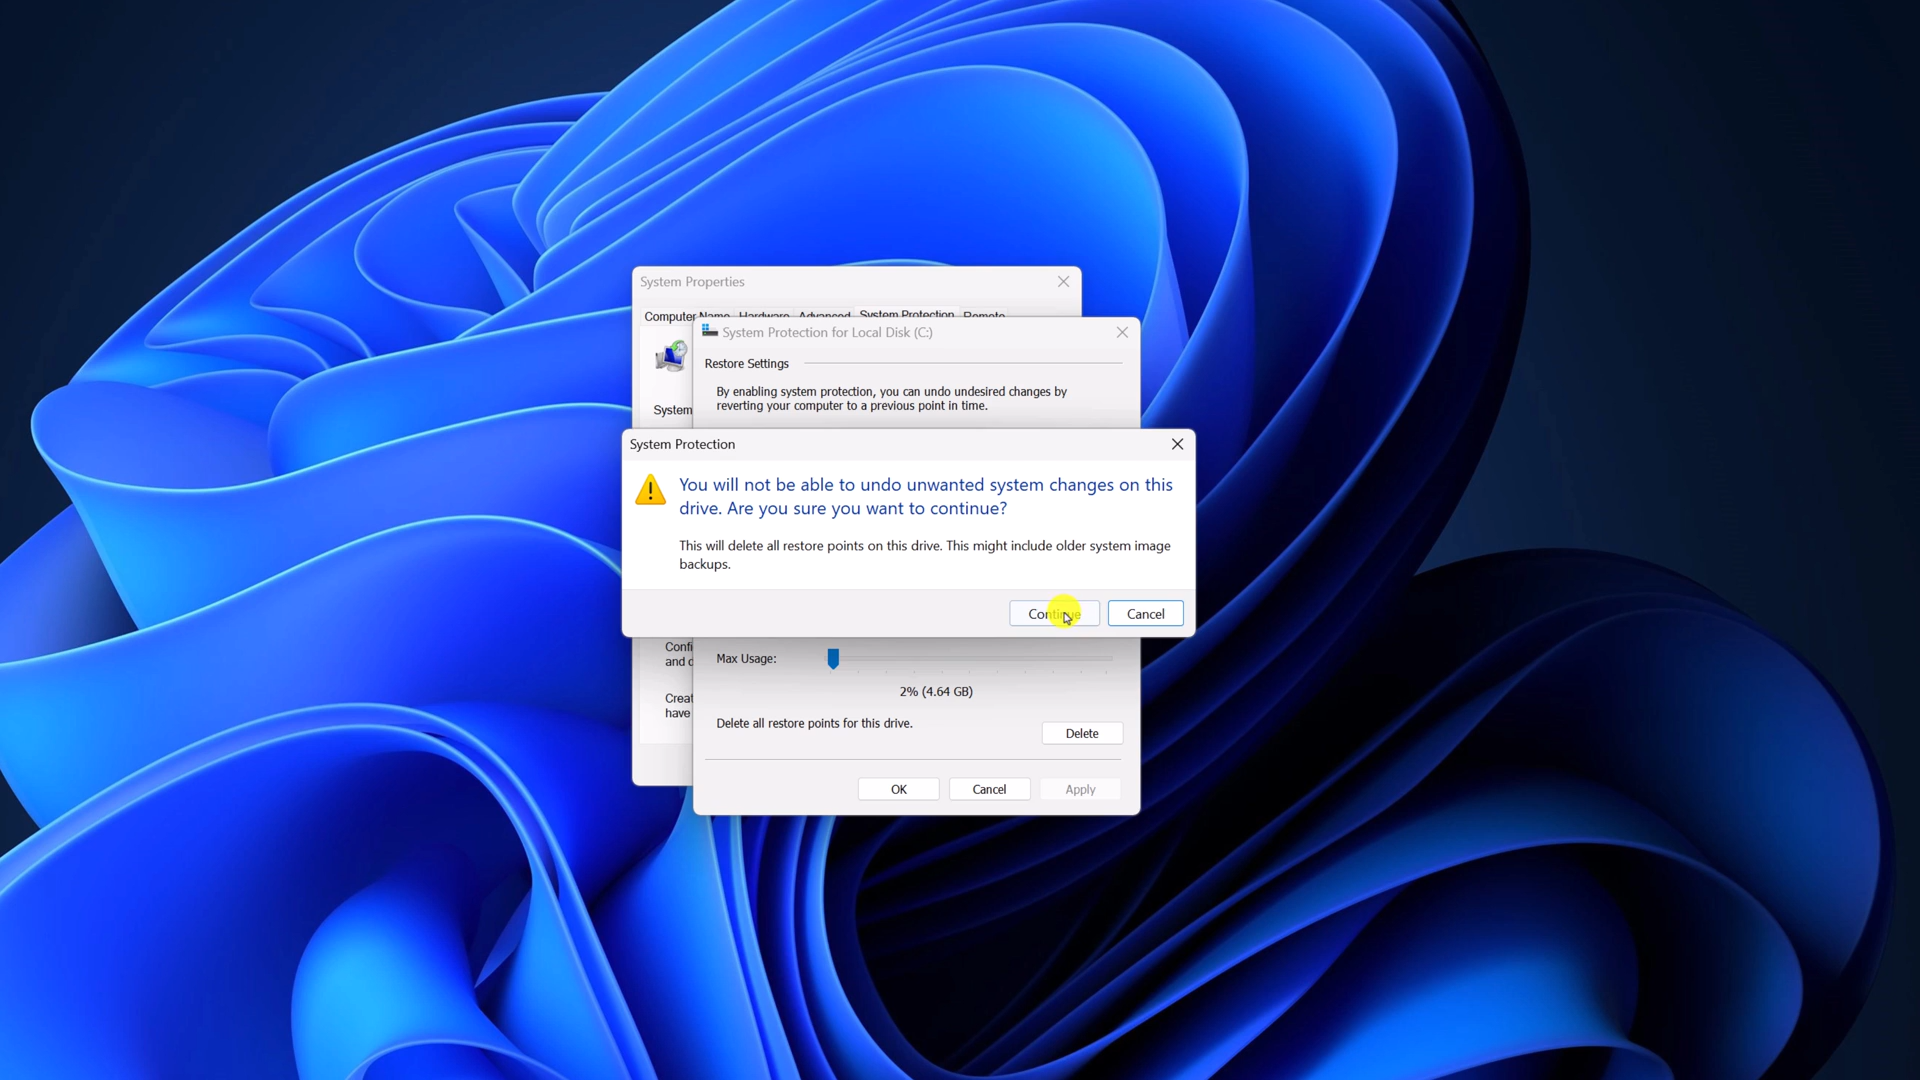 System Properties
Computer Name Hardware Advanced System Protection Remote
System Protection for Local Disk (C:)
Restore Settings
By enabling system protection, you can undo undesired changes by
reverting your computer to a previous point in time.
System
System Protection
You will not be able to undo unwanted system changes on this
drive. Are you sure you want to continue?
This will delete all restore points on this drive. This might include older system image
backups.
Continue Cancel
Confi
and d
Max Usage:
2% (4.64 GB)
Creat
have
Delete all restore points for this drive.
Delete
OK Cancel Apply